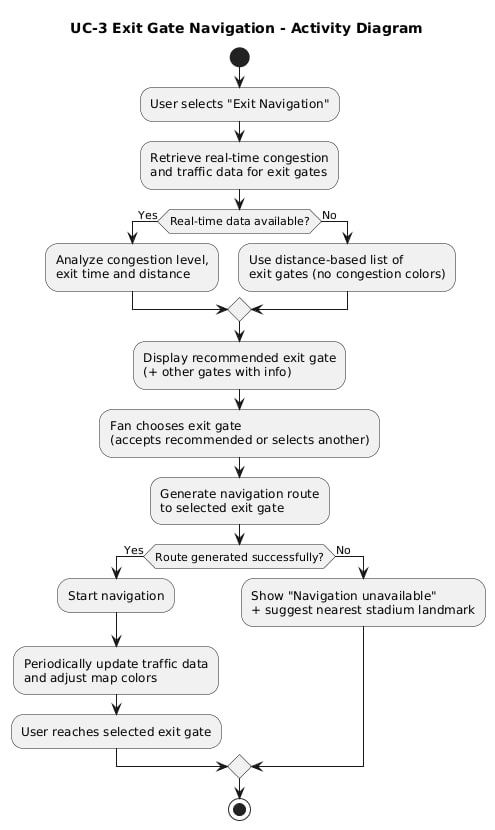 UC-3 Exit Gate Navigation - Activity Diagram
User selects "Exit Navigation"
Retrieve real-time congestion
and traffic data for exit gates
Yes
Real-time data available?
No
Analyze congestion level,
exit time and distance
Use distance-based list of
exit gates (no congestion colors)
Display recommended exit gate
(+ other gates with info)
Fan chooses exit gate
(accepts recommended or selects another)
Generate navigation route
to selected exit gate
Yes
Route generated successfully?
No
Start navigation
Show "Navigation unavailable"
+ suggest nearest stadium landmark
Periodically update traffic data
and adjust map colors
User reaches selected exit gate